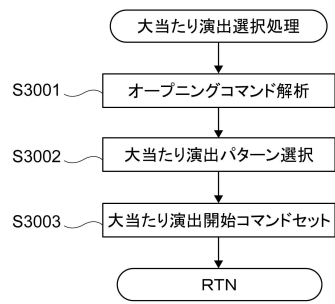 大当たり演出選択処理
S3001
オープニングコマンド解析
S3002
大当たり演出パターン選択
S3003
大当たり演出開始コマンドセット
RTN